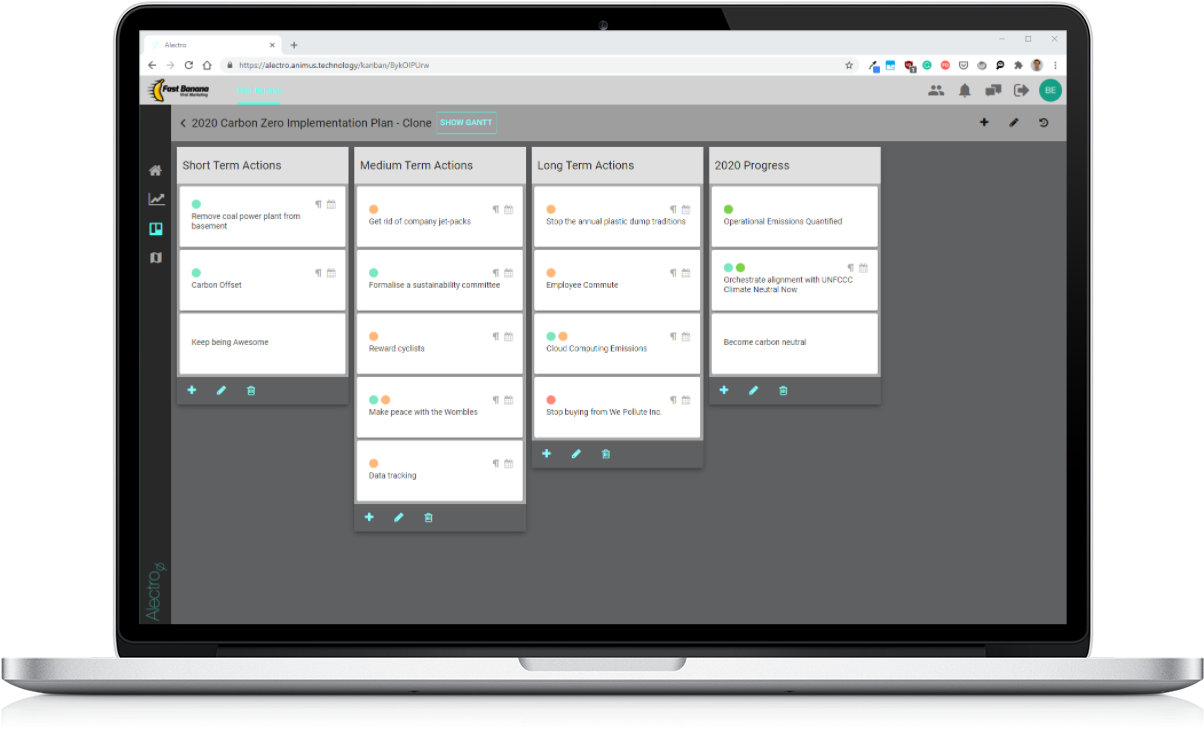 Alectro
https://alectro.animus.technology/kanban/8ykOIPUrw
Fast Banana
BE
2020 Carbon Zero Implementation Plan - Clone
SHOW GANTT
Short Term Actions
Remove coal power plant from
basement
Carbon Offset
Keep being Awesome
Medium Term Actions
Get rid of company jet-packs
Formalise a sustainability committee
Reward cyclists
Make peace with the Wombles
Data tracking
Long Term Actions
Stop the annual plastic dump traditions
Employee Commute
Cloud Computing Emissions
Stop buying from We Pollute Inc.
2020 Progress
Operational Emissions Quantified
Orchestrate alignment with UNFCCC
Climate Neutral Now
Become carbon neutral
Alectro